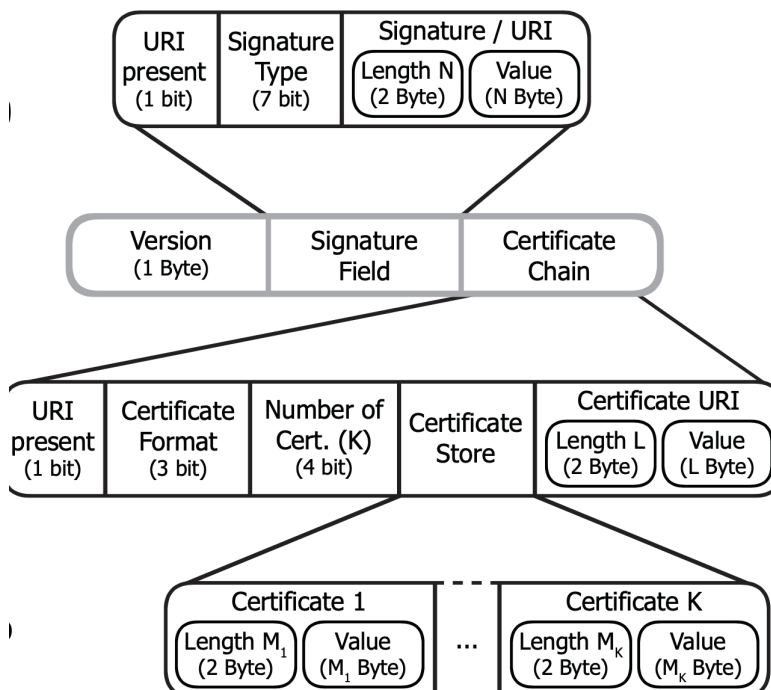 URI present (1 bit)
Signature Type (7 bit)
Signature / URI
Length N (2 Byte)
Value (N Byte)
Version (1 Byte)
Signature Field
Certificate Chain
URI present (1 bit)
Certificate Format (3 bit)
Number of Cert. (K) (4 bit)
Certificate Store
Certificate URI
Length L (2 Byte)
Value (L Byte)
Certificate 1
Length M₁ (2 Byte)
Value (M₁ Byte)
...
Certificate K
Length Mₖ (2 Byte)
Value (Mₖ Byte)